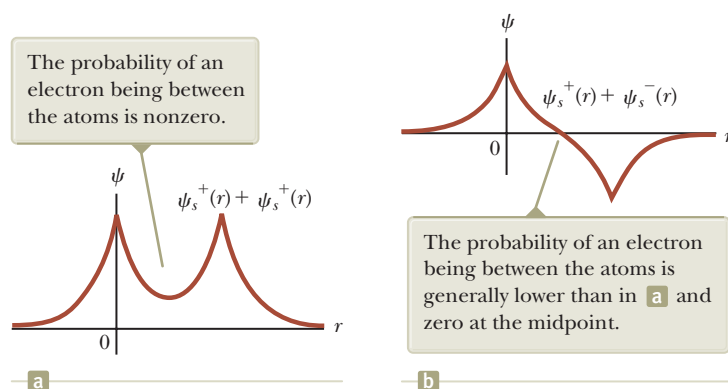 The probability of an
electron being between
the atoms is nonzero.
ψ
ψₛ⁺(r) + ψₛ⁺(r)
0
r
a
ψ
ψₛ⁺(r) + ψₛ⁻(r)
0
r
The probability of an electron
being between the atoms is
generally lower than in a and
zero at the midpoint.
b